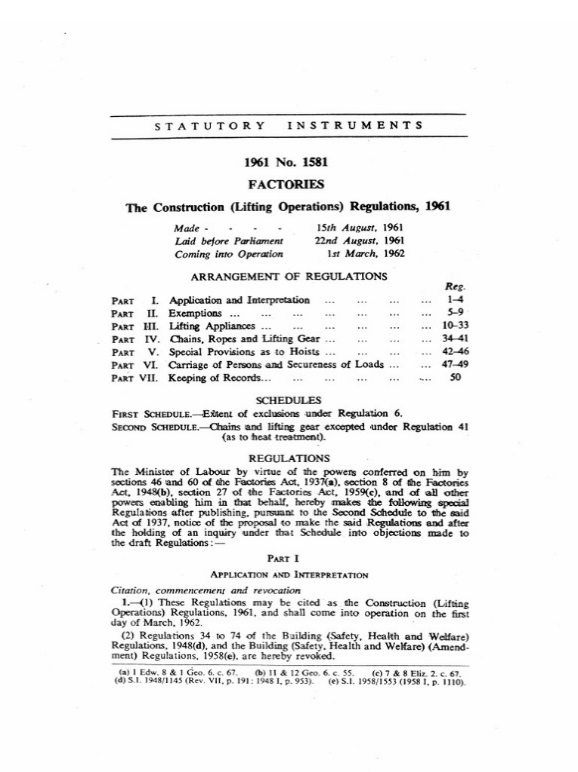 STATUTORY INSTRUMENTS
1961 No. 1581
FACTORIES
The Construction (Lifting Operations) Regulations, 1961
Made - - - - 15th August, 1961
Laid before Parliament 22nd August, 1961
Coming into Operation 1st March, 1962
ARRANGEMENT OF REGULATIONS
Reg.
PART I. Application and Interpretation ... ... ... ... 1–4
PART II. Exemptions ... ... ... ... ... ... ... 5–9
PART III. Lifting Appliances ... ... ... ... ... ... 10–33
PART IV. Chains, Ropes and Lifting Gear ... ... ... ... 34–41
PART V. Special Provisions as to Hoists ... ... ... ... 42–46
PART VI. Carriage of Persons and Secureness of Loads ... ... 47–49
PART VII. Keeping of Records... ... ... ... ... ... 50
SCHEDULES
FIRST SCHEDULE.—Extent of exclusions under Regulation 6.
SECOND SCHEDULE.—Chains and lifting gear excepted under Regulation 41
(as to heat treatment).
REGULATIONS
The Minister of Labour by virtue of the powers conferred on him by
sections 46 and 60 of the Factories Act, 1937(a), section 8 of the Factories
Act, 1948(b), section 27 of the Factories Act, 1959(c), and of all other
powers enabling him in that behalf, hereby makes the following special
Regulations after publishing, pursuant to the Second Schedule to the said
Act of 1937, notice of the proposal to make the said Regulations and after
the holding of an inquiry under that Schedule into objections made to
the draft Regulations:—
PART I
APPLICATION AND INTERPRETATION
Citation, commencement and revocation
1.—(1) These Regulations may be cited as the Construction (Lifting
Operations) Regulations, 1961, and shall come into operation on the first
day of March, 1962.
(2) Regulations 34 to 74 of the Building (Safety, Health and Welfare)
Regulations, 1948(d), and the Building (Safety, Health and Welfare) (Amend-
ment) Regulations, 1958(e), are hereby revoked.
(a) 1 Edw. 8 & 1 Geo. 6. c. 67. (b) 11 & 12 Geo. 6. c. 55. (c) 7 & 8 Eliz. 2. c. 67.
(d) S.I. 1948/1145 (Rev. VII, p. 191: 1948 I, p. 953). (e) S.I. 1958/1553 (1958 I, p. 1110).